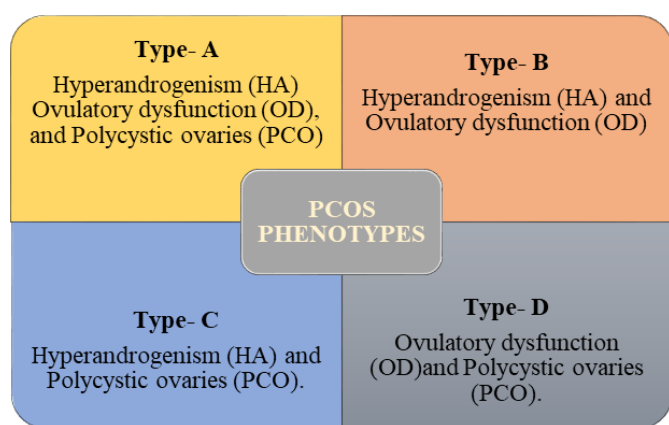 Type- A
Hyperandrogenism (HA)
Ovulatory dysfunction (OD),
and Polycystic ovaries (PCO)
Type- B
Hyperandrogenism (HA) and
Ovulatory dysfunction (OD)
PCOS
PHENOTYPES
Type- C
Hyperandrogenism (HA) and
Polycystic ovaries (PCO).
Type- D
Ovulatory dysfunction
(OD)and Polycystic ovaries
(PCO).